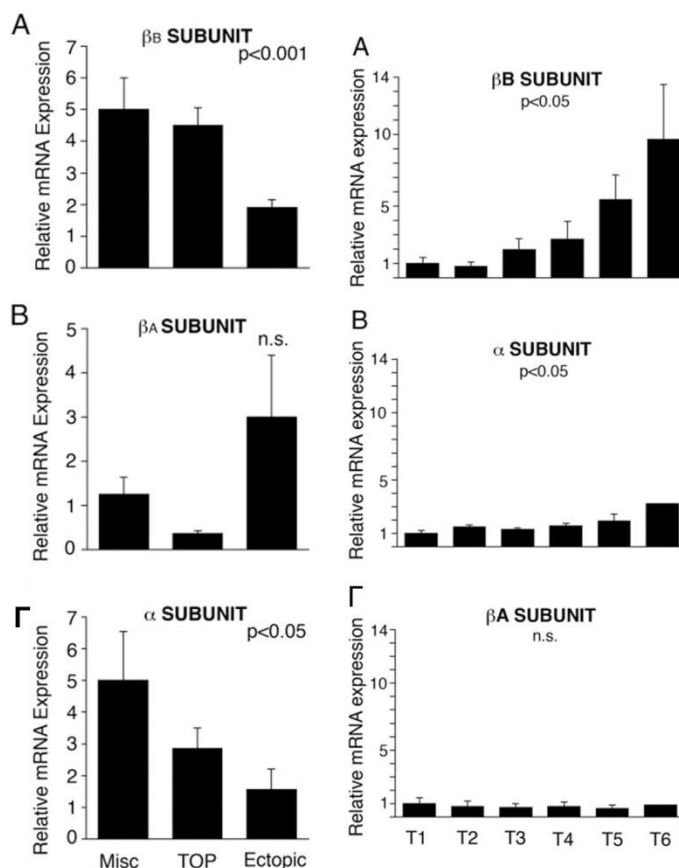 A
βB SUBUNIT
p<0.001
Relative mRNA Expression
7
6
5
4
3
2
1
0
B
βA SUBUNIT
n.s.
Relative mRNA Expression
5
4
3
2
1
0
Γ
α SUBUNIT
p<0.05
Relative mRNA Expression
7
6
5
4
3
2
1
0
Misc TOP Ectopic
A
βB SUBUNIT
p<0.05
Relative mRNA expression
14
10
5
1
B
α SUBUNIT
p<0.05
Relative mRNA expression
14
10
5
1
Γ
βA SUBUNIT
n.s.
Relative mRNA expression
14
10
5
1
T1 T2 T3 T4 T5 T6